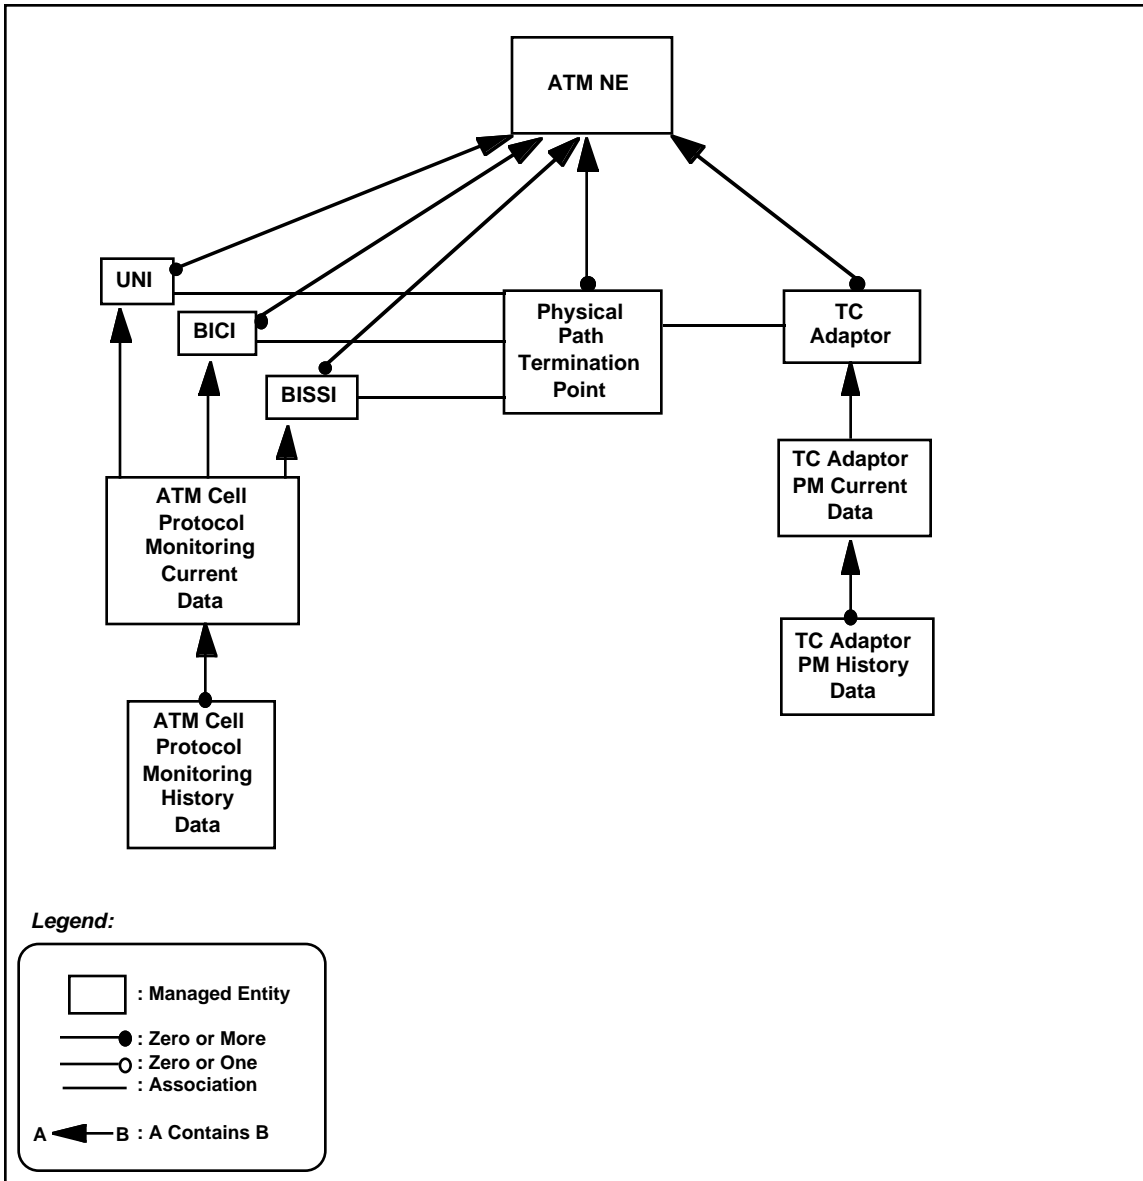 ATM NE
UNI
BICI
BISSI
Physical
Path
Termination
Point
TC
Adaptor
ATM Cell
Protocol
Monitoring
Current
Data
TC Adaptor
PM Current
Data
ATM Cell
Protocol
Monitoring
History
Data
TC Adaptor
PM History
Data
Legend:
: Managed Entity
: Zero or More
: Zero or One
: Association
A B : A Contains B